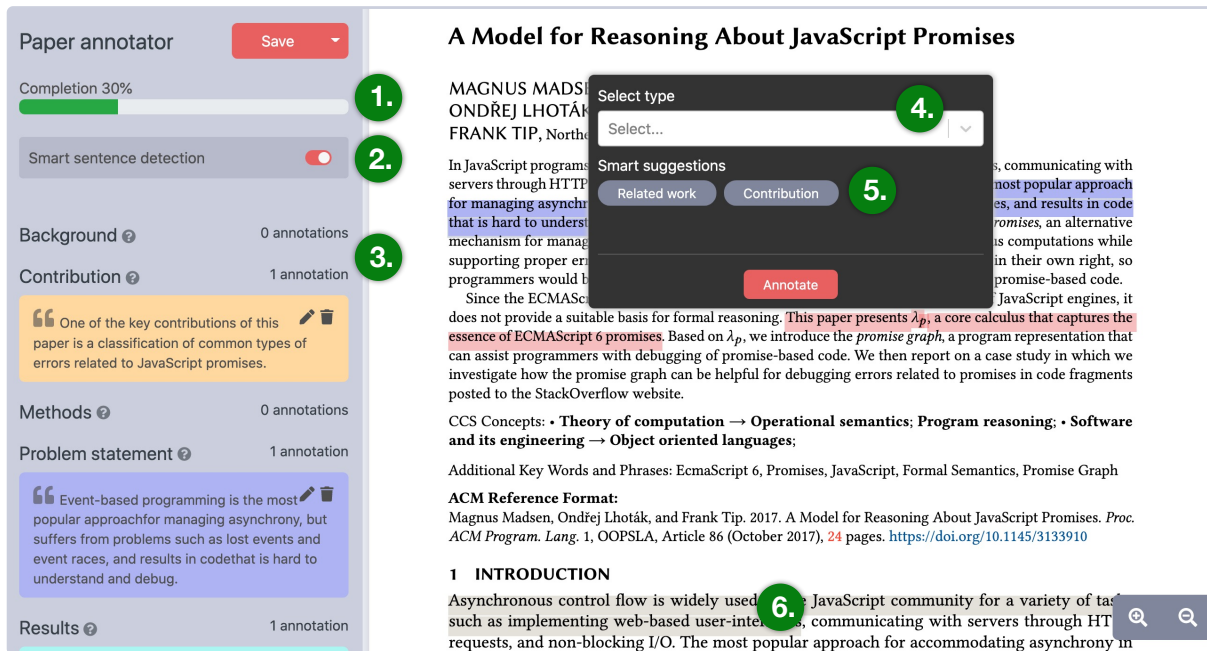 Paper annotator
Save
Completion 30%
1.
Smart sentence detection
2.
Background
0 annotations
3.
Contribution
1 annotation
One of the key contributions of this
paper is a classification of common types of
errors related to JavaScript promises.
Methods
0 annotations
Problem statement
1 annotation
Event-based programming is the most
popular approachfor managing asynchrony, but
suffers from problems such as lost events and
event races, and results in codethat is hard to
understand and debug.
Results
1 annotation
A Model for Reasoning About JavaScript Promises
MAGNUS MADS
ONDŘEJ LHOTÁK
FRANK TIP, North
Select type
4.
Select...
Smart suggestions
Related work
Contribution
5.
Annotate
In JavaScript programs
s, communicating with
servers through HTTP
most popular approach
for managing asynch
es, and results in code
that is hard to unders
romises, an alternative
mechanism for manag
us computations while
supporting proper er
in their own right, so
programmers would b
promise-based code.
Since the ECMASc
JavaScript engines, it
does not provide a suitable basis for formal reasoning. This paper presents λp, a core calculus that captures the
essence of ECMAScript 6 promises. Based on λp, we introduce the promise graph, a program representation that
can assist programmers with debugging of promise-based code. We then report on a case study in which we
investigate how the promise graph can be helpful for debugging errors related to promises in code fragments
posted to the StackOverflow website.
CCS Concepts: • Theory of computation → Operational semantics; Program reasoning; • Software
and its engineering → Object oriented languages;
Additional Key Words and Phrases: EcmaScript 6, Promises, JavaScript, Formal Semantics, Promise Graph
ACM Reference Format:
Magnus Madsen, Ondřej Lhoták, and Frank Tip. 2017. A Model for Reasoning About JavaScript Promises. Proc.
ACM Program. Lang. 1, OOPSLA, Article 86 (October 2017), 24 pages. https://doi.org/10.1145/3133910
1 INTRODUCTION
Asynchronous control flow is widely used 6. JavaScript community for a variety of tas
such as implementing web-based user-inte s, communicating with servers through HT
requests, and non-blocking I/O. The most popular approach for accommodating asynchrony in